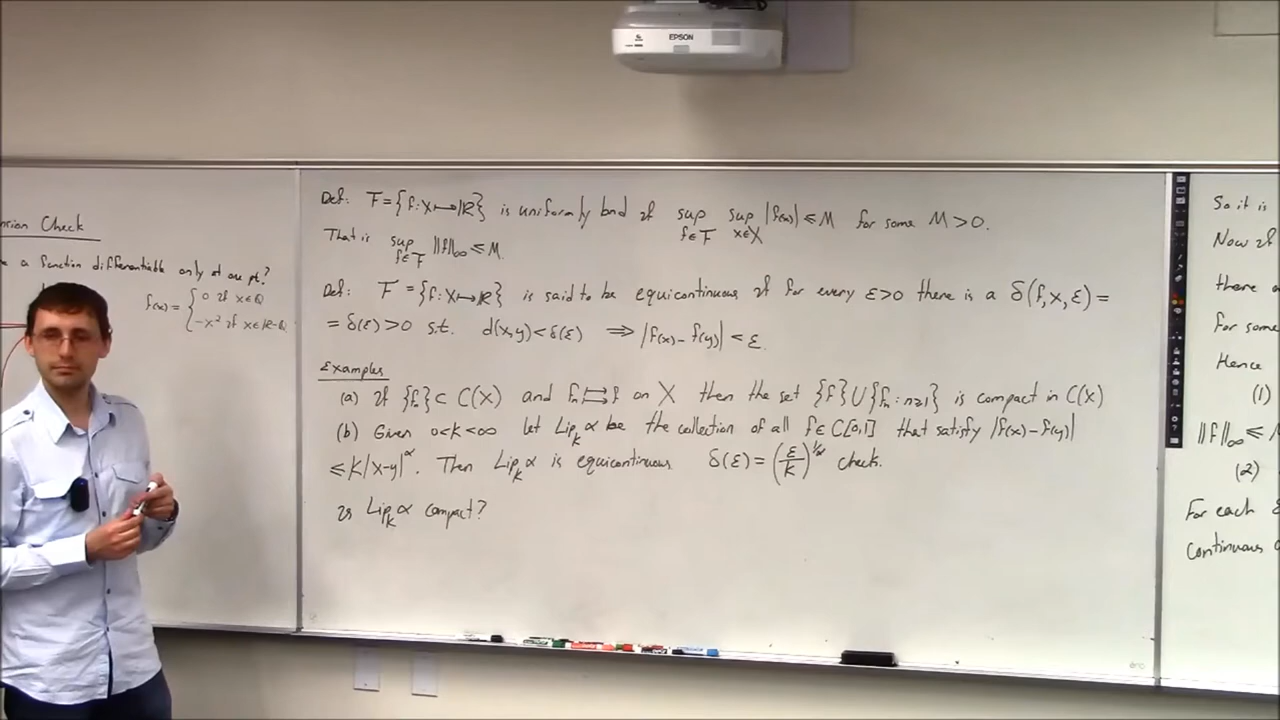 EPSON
Check
a function differentiable only at one pt?
f(x) = { 0 if x∈Q
-x² if x∈R-Q
Def: F = {f: X ↦ R} is uniformly bnd if sup f∈F sup x∈X |f(x)| ≤ M for some M>0.
That is sup f∈F ||f||∞ ≤ M.
Def: F = {f: X ↦ R} is said to be equicontinuous if for every ε>0 there is a δ(f,x,ε) =
= δ(ε) > 0 s.t. d(x,y) < δ(ε) ⟹ |f(x) - f(y)| < ε.
Examples
(a) If {fn} ⊂ C(X) and fn ⇉ f on X then the set {f} ∪ {fn : n≥1} is compact in C(X)
(b) Given 0<K<∞ let Lip_K α be the collection of all f∈C[0,1] that satisfy |f(x)-f(y)|
≤ K|x-y|^α. Then Lip_K α is equicontinuous δ(ε) = (ε/K)^{1/α} check.
Is Lip_K α compact?
So it is
Now if
there
For some
Hence
(1)
||f||∞ ≤
(2)
For each
Continuous